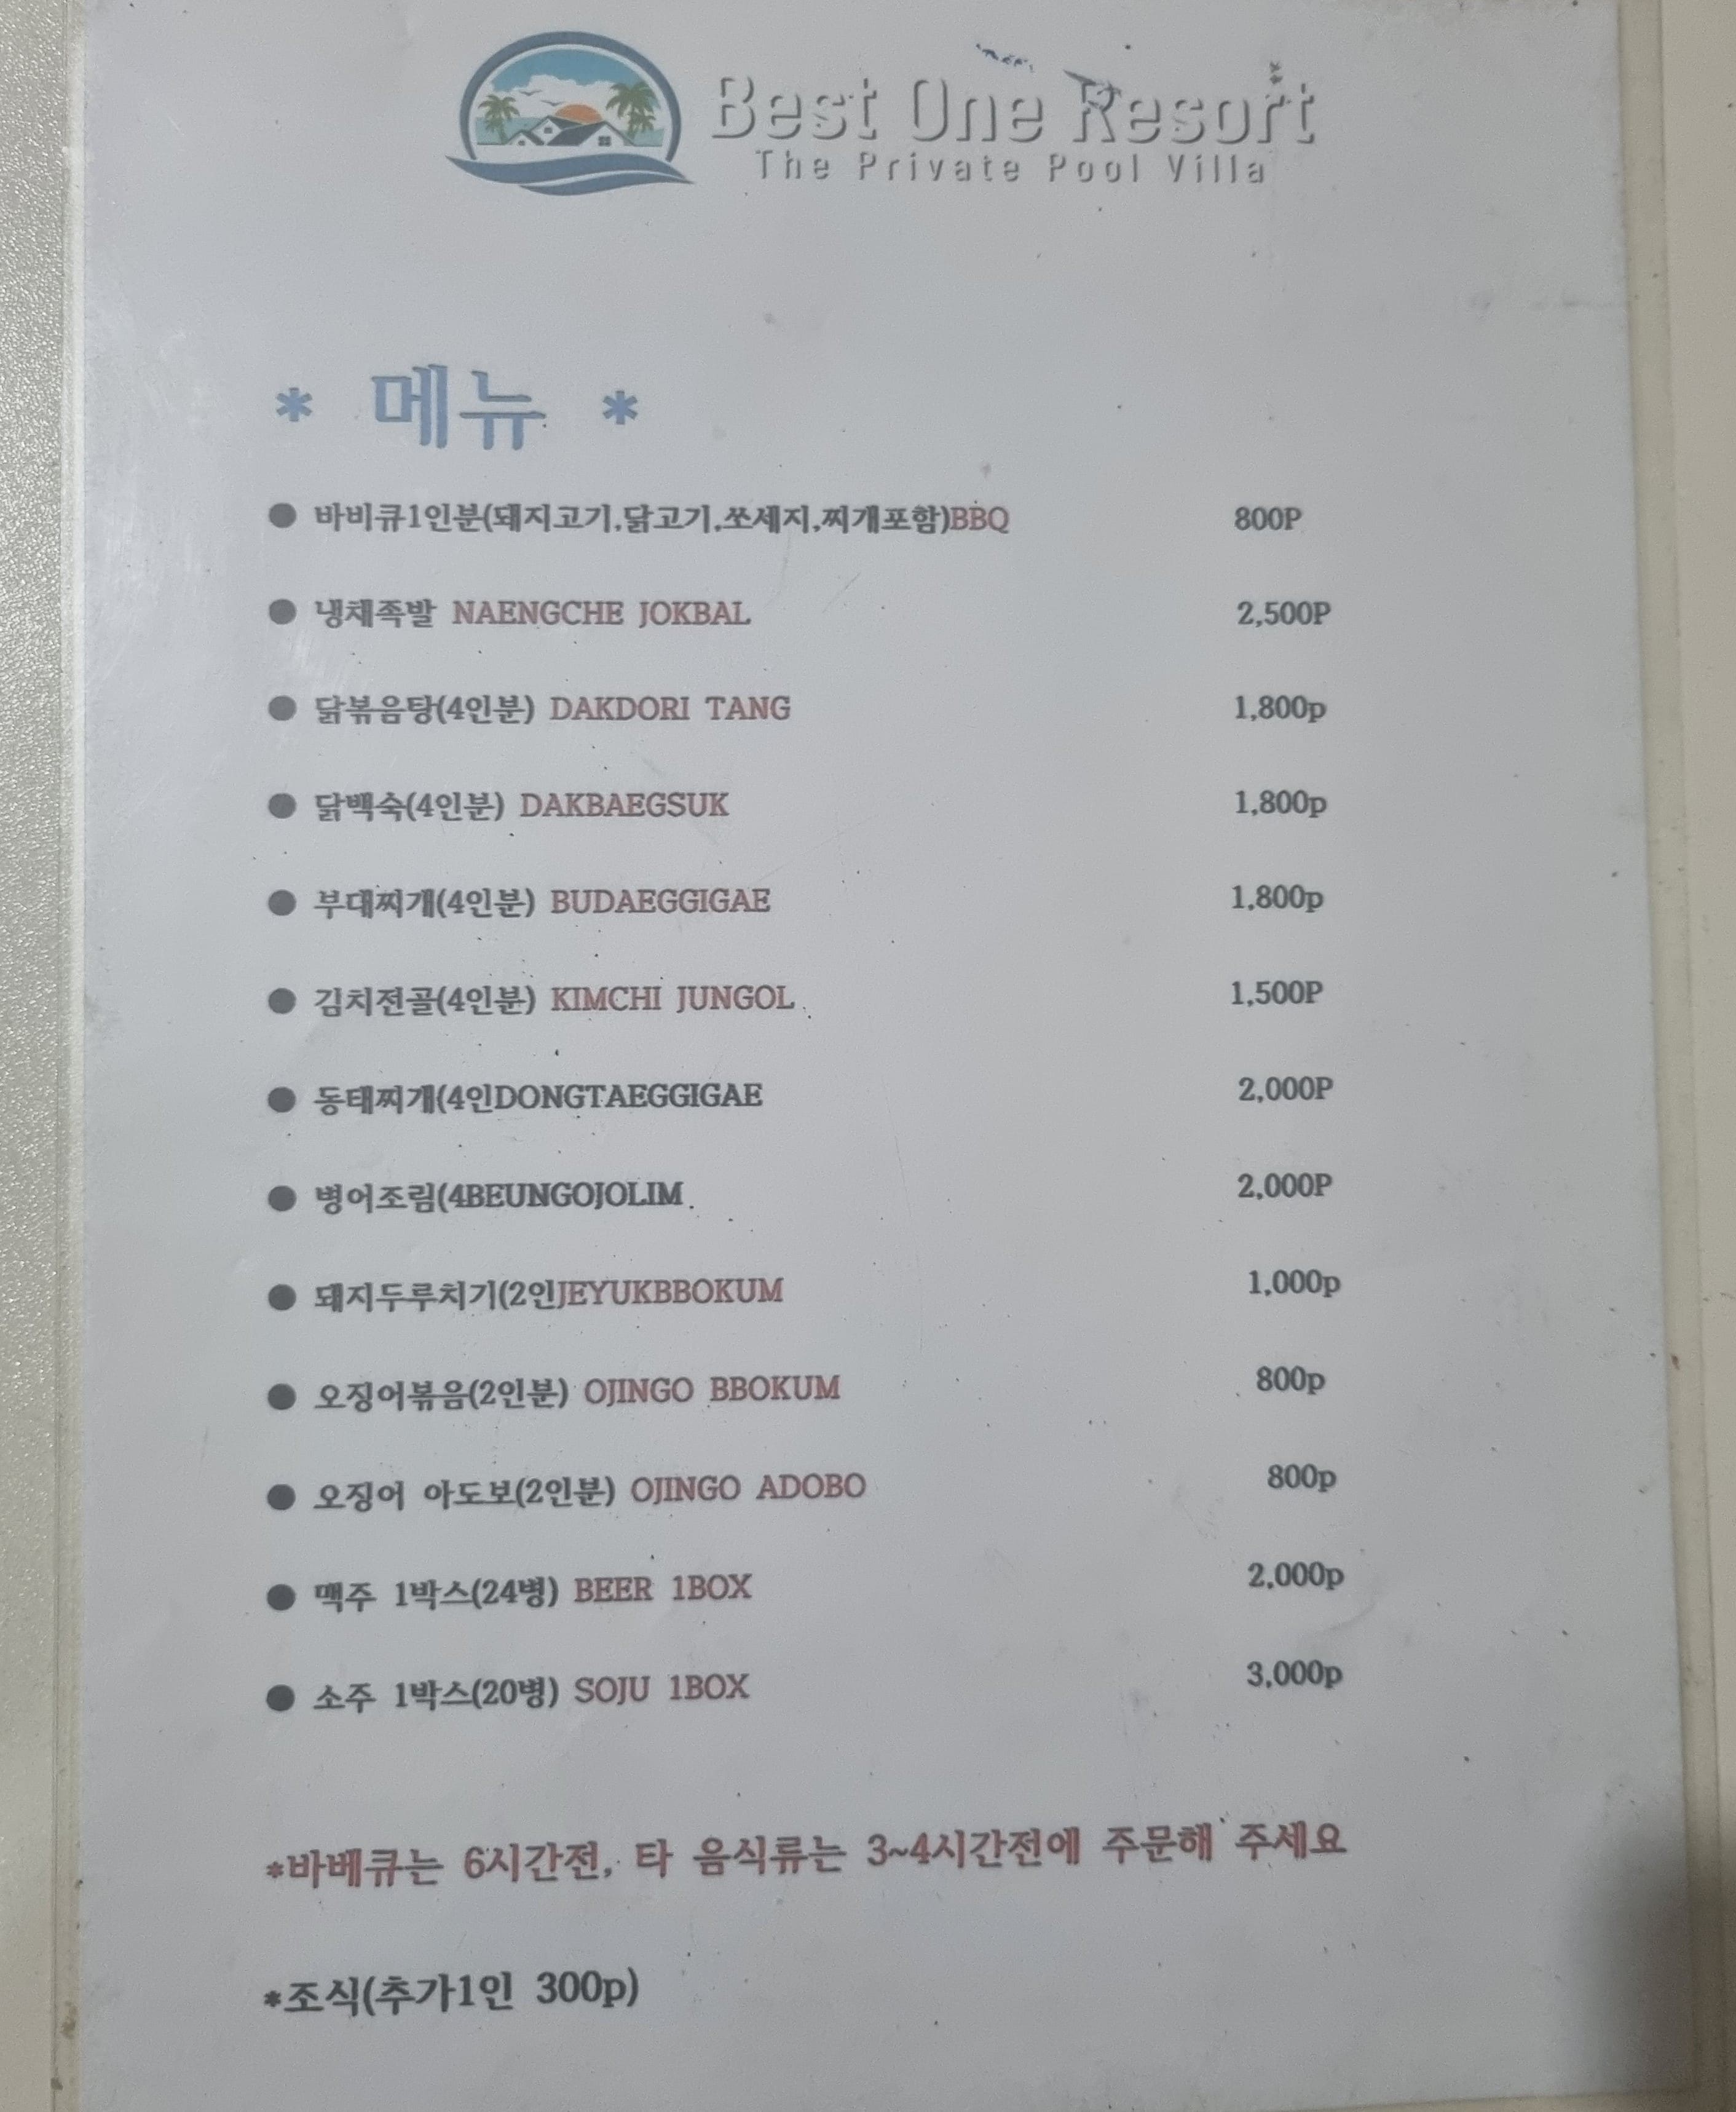 Best One Resort
The Private Pool Villa
* 메뉴 *
● 바비큐1인분(돼지고기,닭고기,쏘세지,찌개포함)BBQ 800P
● 냉채족발 NAENGCHE JOKBAL 2,500P
● 닭볶음탕(4인분) DAKDORI TANG 1,800p
● 닭백숙(4인분) DAKBAEGSUK 1,800p
● 부대찌개(4인분) BUDAEGGIGAE 1,800p
● 김치전골(4인분) KIMCHI JUNGOL 1,500P
● 동태찌개(4인DONGTAEGGIGAE 2,000P
● 병어조림(4BEUNGOJOLIM 2,000P
● 돼지두루치기(2인JEYUKBBOKUM 1,000p
● 오징어볶음(2인분) OJINGO BBOKUM 800p
● 오징어 아도보(2인분) OJINGO ADOBO 800p
● 맥주 1박스(24병) BEER 1BOX 2,000p
● 소주 1박스(20병) SOJU 1BOX 3,000p
*바베큐는 6시간전, 타 음식류는 3~4시간전에 주문해 주세요
*조식(추가1인 300p)